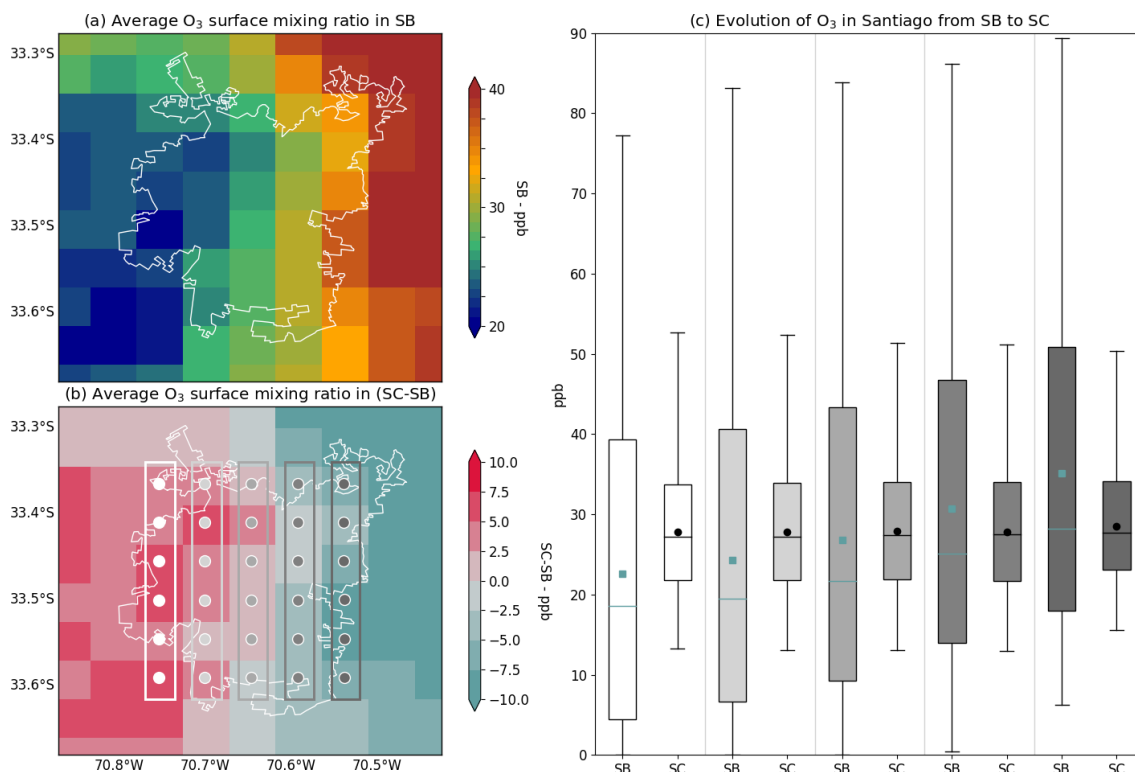 (a) Average O₃ surface mixing ratio in SB
33.3°S
33.4°S
33.5°S
33.6°S
40
20
SB - ppb
(b) Average O₃ surface mixing ratio in (SC-SB)
33.3°S
33.4°S
33.5°S
33.6°S
70.8°W 70.7°W 70.6°W 70.5°W
10.0
7.5
5.0
2.5
0.0
−2.5
−5.0
−7.5
−10.0
SC-SB - ppb
(c) Evolution of O₃ in Santiago from SB to SC
90
80
70
60
50
40
30
20
10
0
ppb
SB SC SB SC SB SC SB SC SB SC